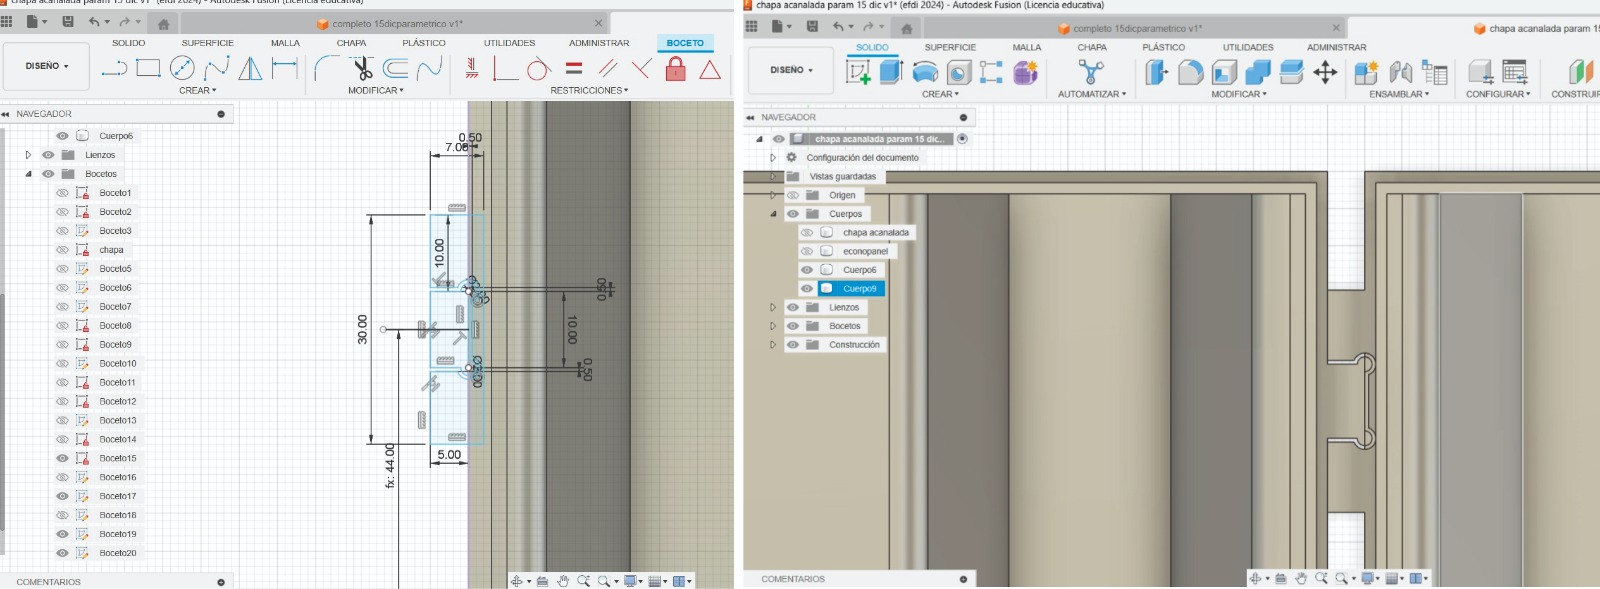 chapa acanalada param 15 dic v1* (efdi 2024) - Autodesk Fusion (Licencia educativa)
completo 15dicparametrico v1*
SOLIDO SUPERFICIE MALLA CHAPA PLÁSTICO UTILIDADES ADMINISTRAR BOCETO
DISEÑO
CREAR MODIFICAR RESTRICCIONES
NAVEGADOR
Cuerpo6
Lienzos
Bocetos
Boceto1
Boceto2
Boceto3
chapa
Boceto5
Boceto6
Boceto7
Boceto8
Boceto9
Boceto10
Boceto11
Boceto12
Boceto13
Boceto14
Boceto15
Boceto16
Boceto17
Boceto18
Boceto19
Boceto20
COMENTARIOS
0.50
10.00
0.50
30.00
10.00
0.50
5.00
fx: 44.00
chapa acanalada param 15 dic v1* (efdi 2024) - Autodesk Fusion (Licencia educativa)
completo 15dicparametrico v1*
chapa acanalada param 15
SOLIDO SUPERFICIE MALLA CHAPA PLÁSTICO UTILIDADES ADMINISTRAR
DISEÑO
CREAR AUTOMATIZAR MODIFICAR ENSAMBLAR CONFIGURAR CONSTRUIR
NAVEGADOR
chapa acanalada param 15 dic...
Configuración del documento
Vistas guardadas
Origen
Cuerpos
chapa acanalada
econopanel
Cuerpo6
Cuerpo9
Lienzos
Bocetos
Construcción
COMENTARIOS